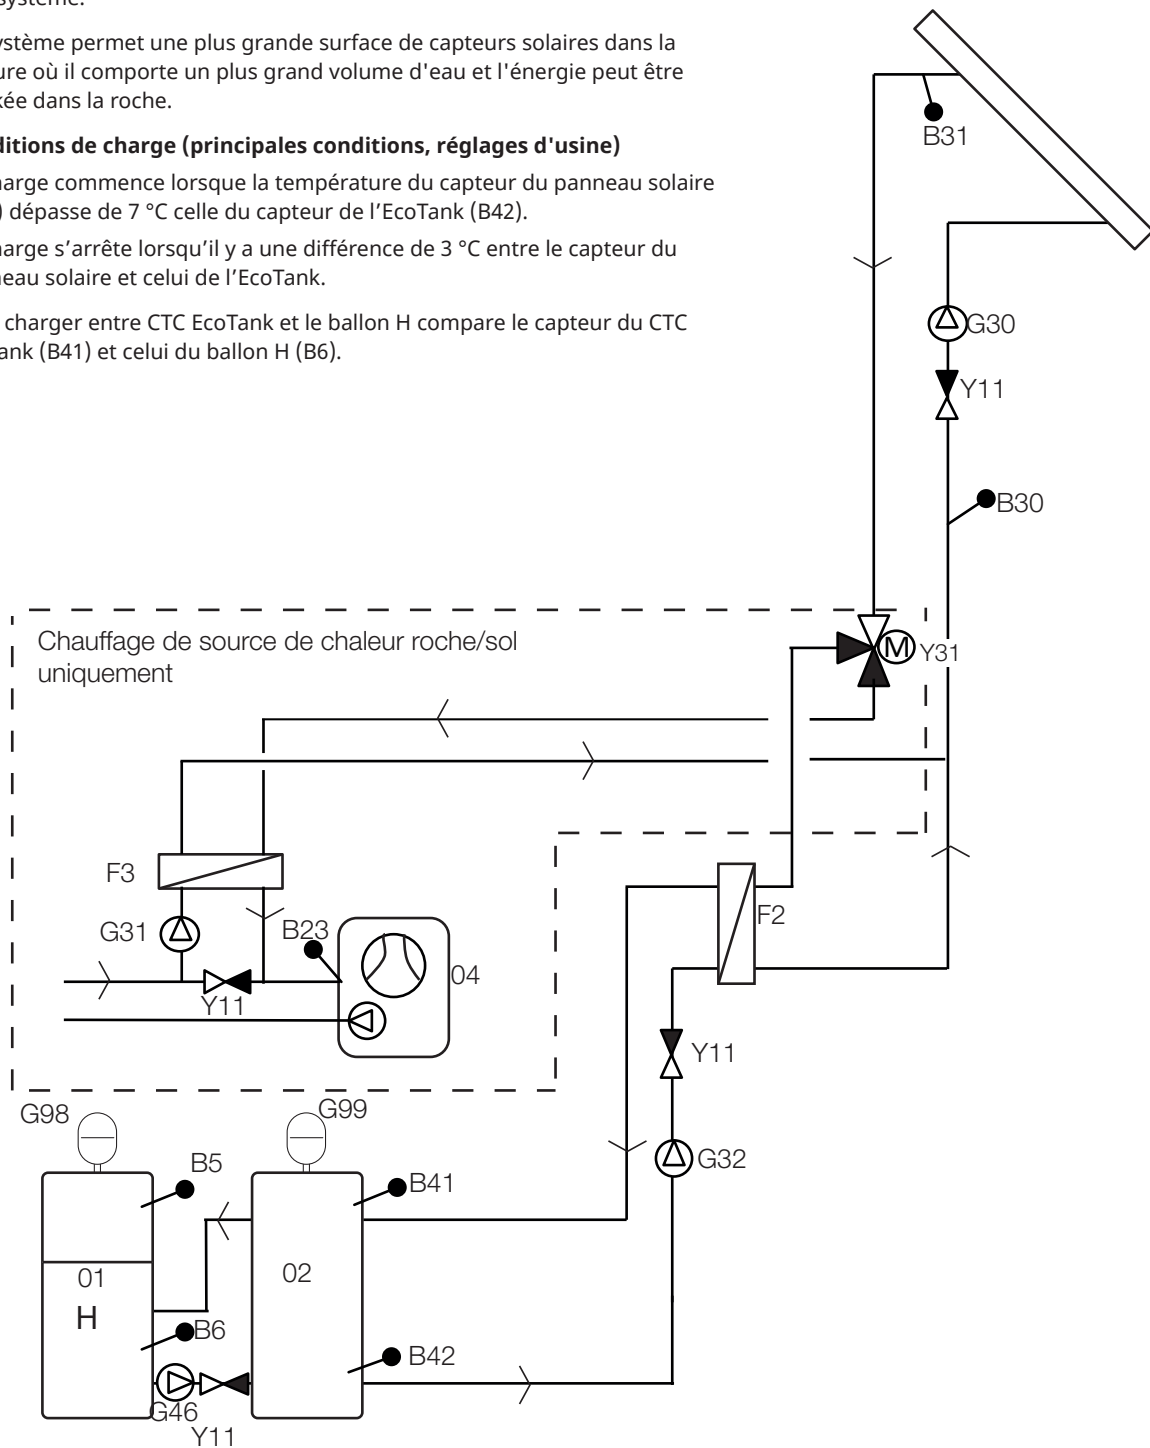 système.
ystème permet une plus grande surface de capteurs solaires dans la
ure où il comporte un plus grand volume d'eau et l'énergie peut être
kée dans la roche.
ditions de charge (principales conditions, réglages d'usine)
harge commence lorsque la température du capteur du panneau solaire
) dépasse de 7 °C celle du capteur de l’EcoTank (B42).
harge s’arrête lorsqu’il y a une différence de 3 °C entre le capteur du
neau solaire et celui de l’EcoTank.
charger entre CTC EcoTank et le ballon H compare le capteur du CTC
ank (B41) et celui du ballon H (B6).
B31
G30
Y11
B30
Chauffage de source de chaleur roche/sol
uniquement
M
Y31
F3
F2
G31
B23
04
Y11
Y11
G98
G99
B5
B41
G32
01
02
H
B6
B42
G46
Y11